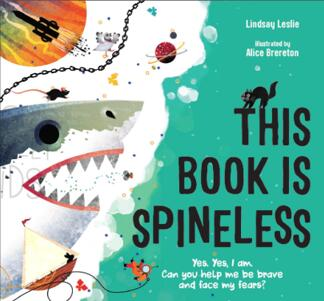 Lindsay Leslie
illustrated by
Alice Brereton
THIS
BOOK IS
SPINELESS
Yes. Yes, I am.
Can you help me be brave
and face my fears?